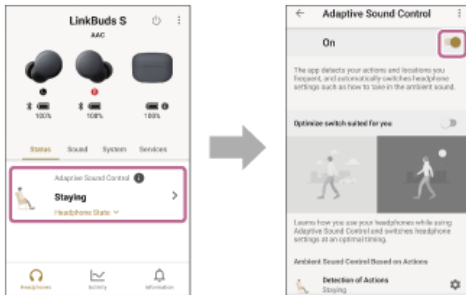 LinkBuds S
AAC
L
R
100%
100%
100%
Status Sound System Services
Adaptive Sound Control
Staying
Headphone State
Headphones
Activity
Information
Adaptive Sound Control
On
The app detects your actions and locations you
frequent, and automatically switches headphone
settings such as how to take in the ambient sound.
Optimize switch suited for you
Learns how you use your headphones while using
Adaptive Sound Control and switches headphone
settings at an optimal timing.
Ambient Sound Control Based on Actions
Detection of Actions
Staying